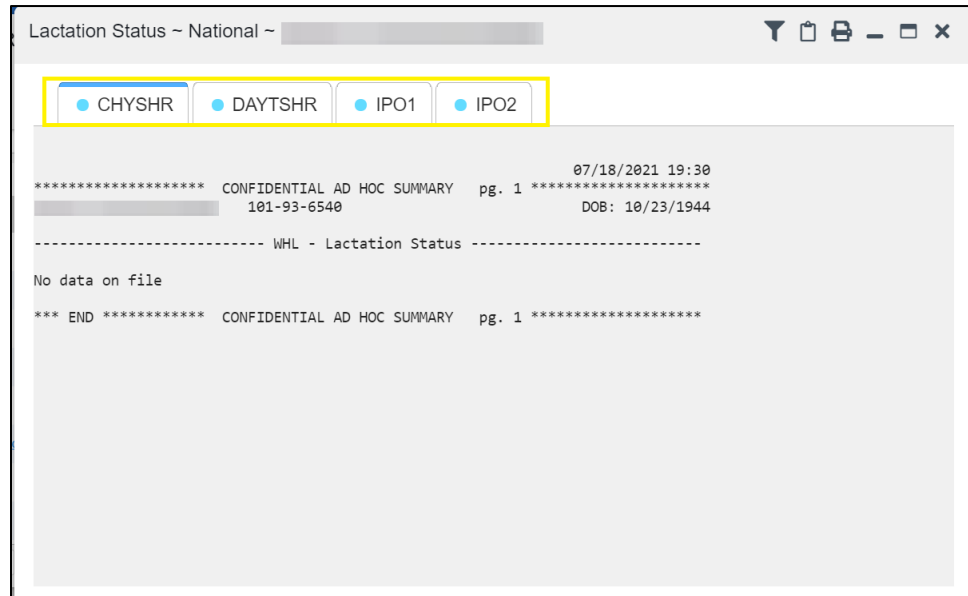 Lactation Status ~ National ~
CHYSHR DAYTSHR IPO1 IPO2
07/18/2021 19:30
******************** CONFIDENTIAL AD HOC SUMMARY pg. 1 *********************
101-93-6540 DOB: 10/23/1944
--------------------------- WHL - Lactation Status ---------------------------
No data on file
*** END ************ CONFIDENTIAL AD HOC SUMMARY pg. 1 ********************